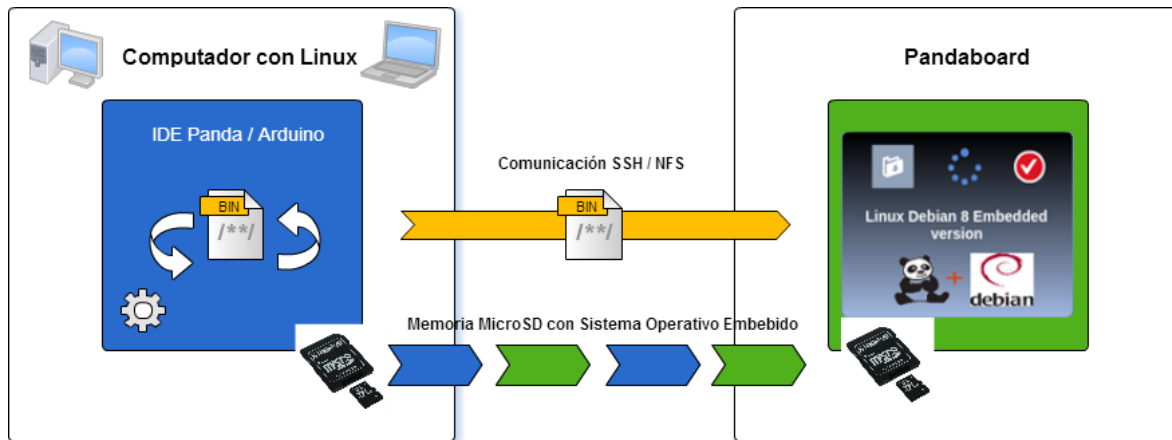 Computador con Linux
Pandaboard
IDE Panda / Arduino
BIN
/**/
Comunicación SSH / NFS
BIN
/**/
Linux Debian 8 Embedded
version
+
debian
Memoria MicroSD con Sistema Operativo Embebido